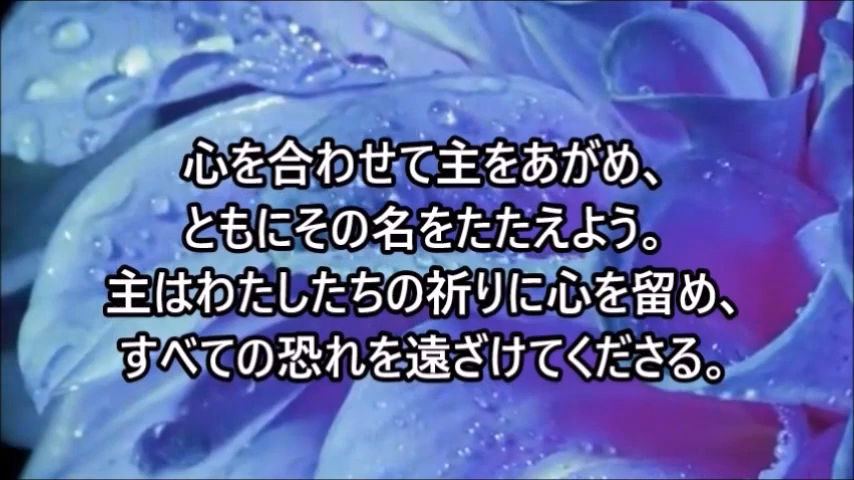 心を合わせて主をあがめ、
ともにその名をたたえよう。
主はわたしたちの祈りに心を留め、
すべての恐れを遠ざけてくださる。